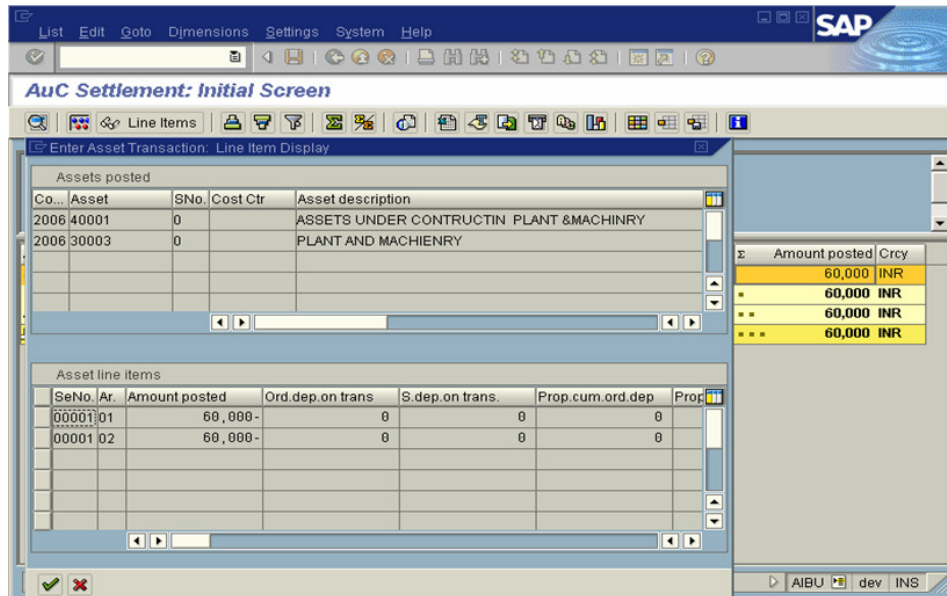 List Edit Goto Dimensions Settings System Help
SAP
AuC Settlement: Initial Screen
Line Items
Enter Asset Transaction: Line Item Display
Assets posted
Co... Asset SNo. Cost Ctr Asset description
2006 40001 0 ASSETS UNDER CONTRUCTIN PLANT &MACHINRY
2006 30003 0 PLANT AND MACHIENRY
Σ Amount posted Crcy
60,000 INR
60,000 INR
60,000 INR
60,000 INR
Asset line items
SeNo. Ar. Amount posted Ord.dep.on trans S.dep.on trans. Prop.cum.ord.dep Prop
00001 01 60,000- 0 0 0
00001 02 60,000- 0 0 0
AIBU dev INS